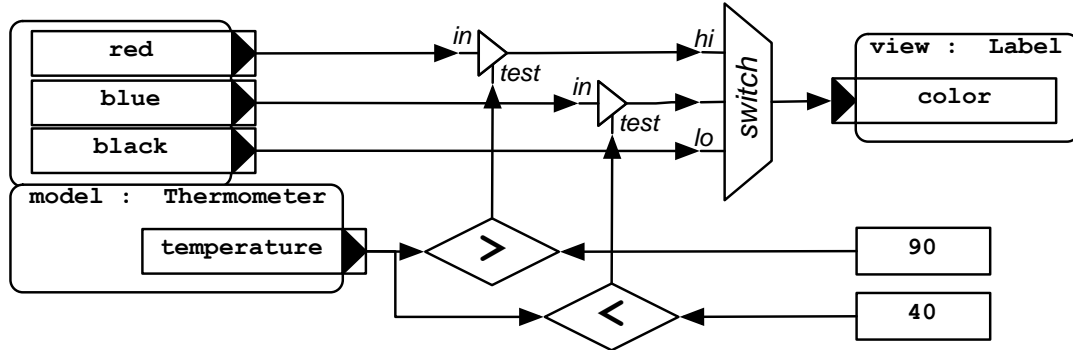 red
in
hi
view : Label
test
switch
blue
in
color
test
black
lo
model : Thermometer
temperature
>
90
<
40